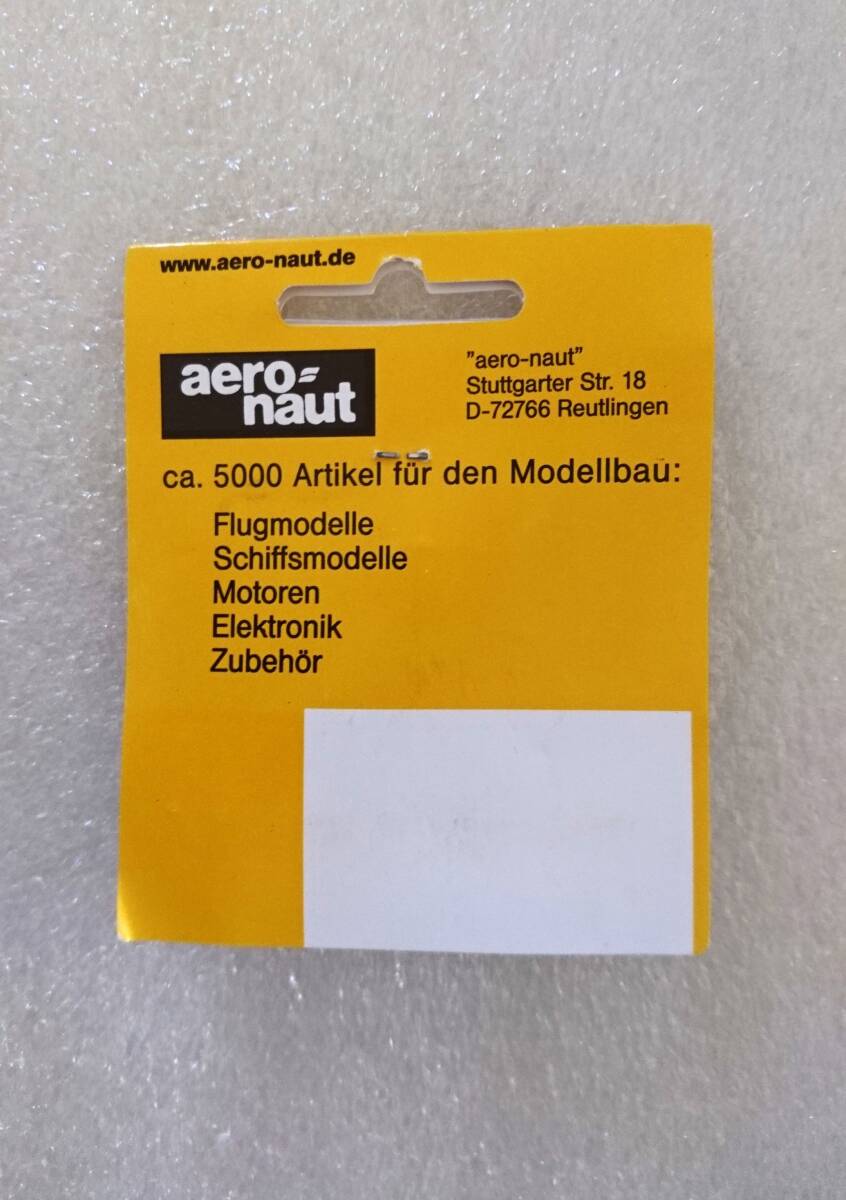 www.aero-naut.de
aero-
naut
"aero-naut"
Stuttgarter Str. 18
D-72766 Reutlingen
ca. 5000 Artikel für den Modellbau:
Flugmodelle
Schiffsmodelle
Motoren
Elektronik
Zubehör